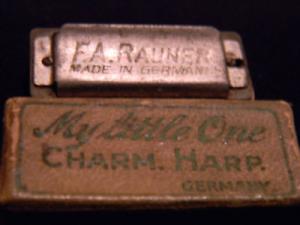 F.A. RAUNER
MADE IN GERMANY
My Little One
CHARM. HARP.
GERMANY.